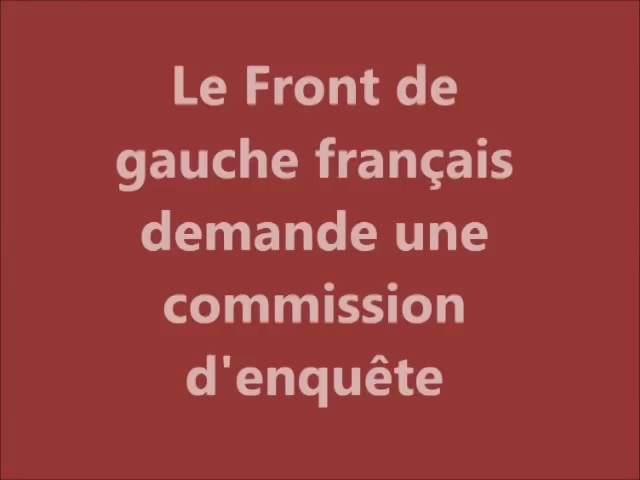 Le Front de
gauche français
demande une
commission
d'enquête